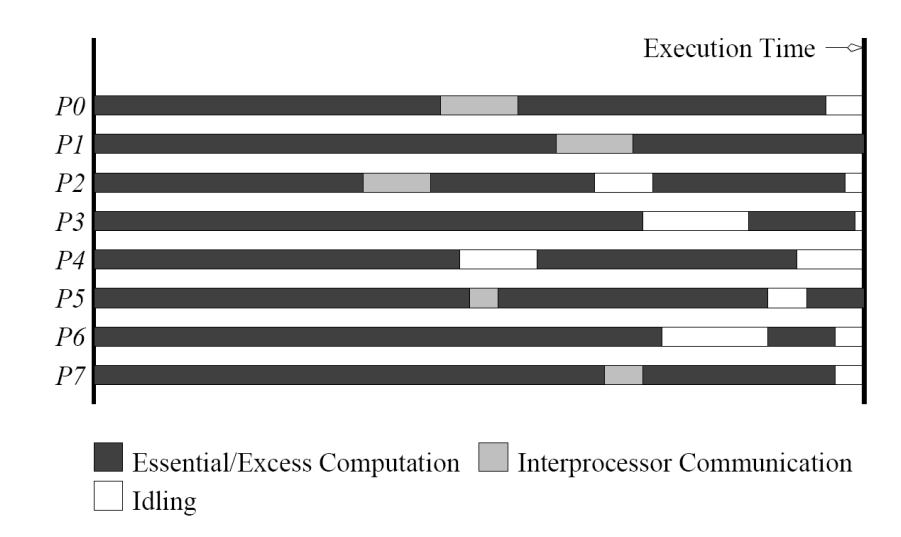 Execution Time
P0
P1
P2
P3
P4
P5
P6
P7
Essential/Excess Computation
Interprocessor Communication
Idling